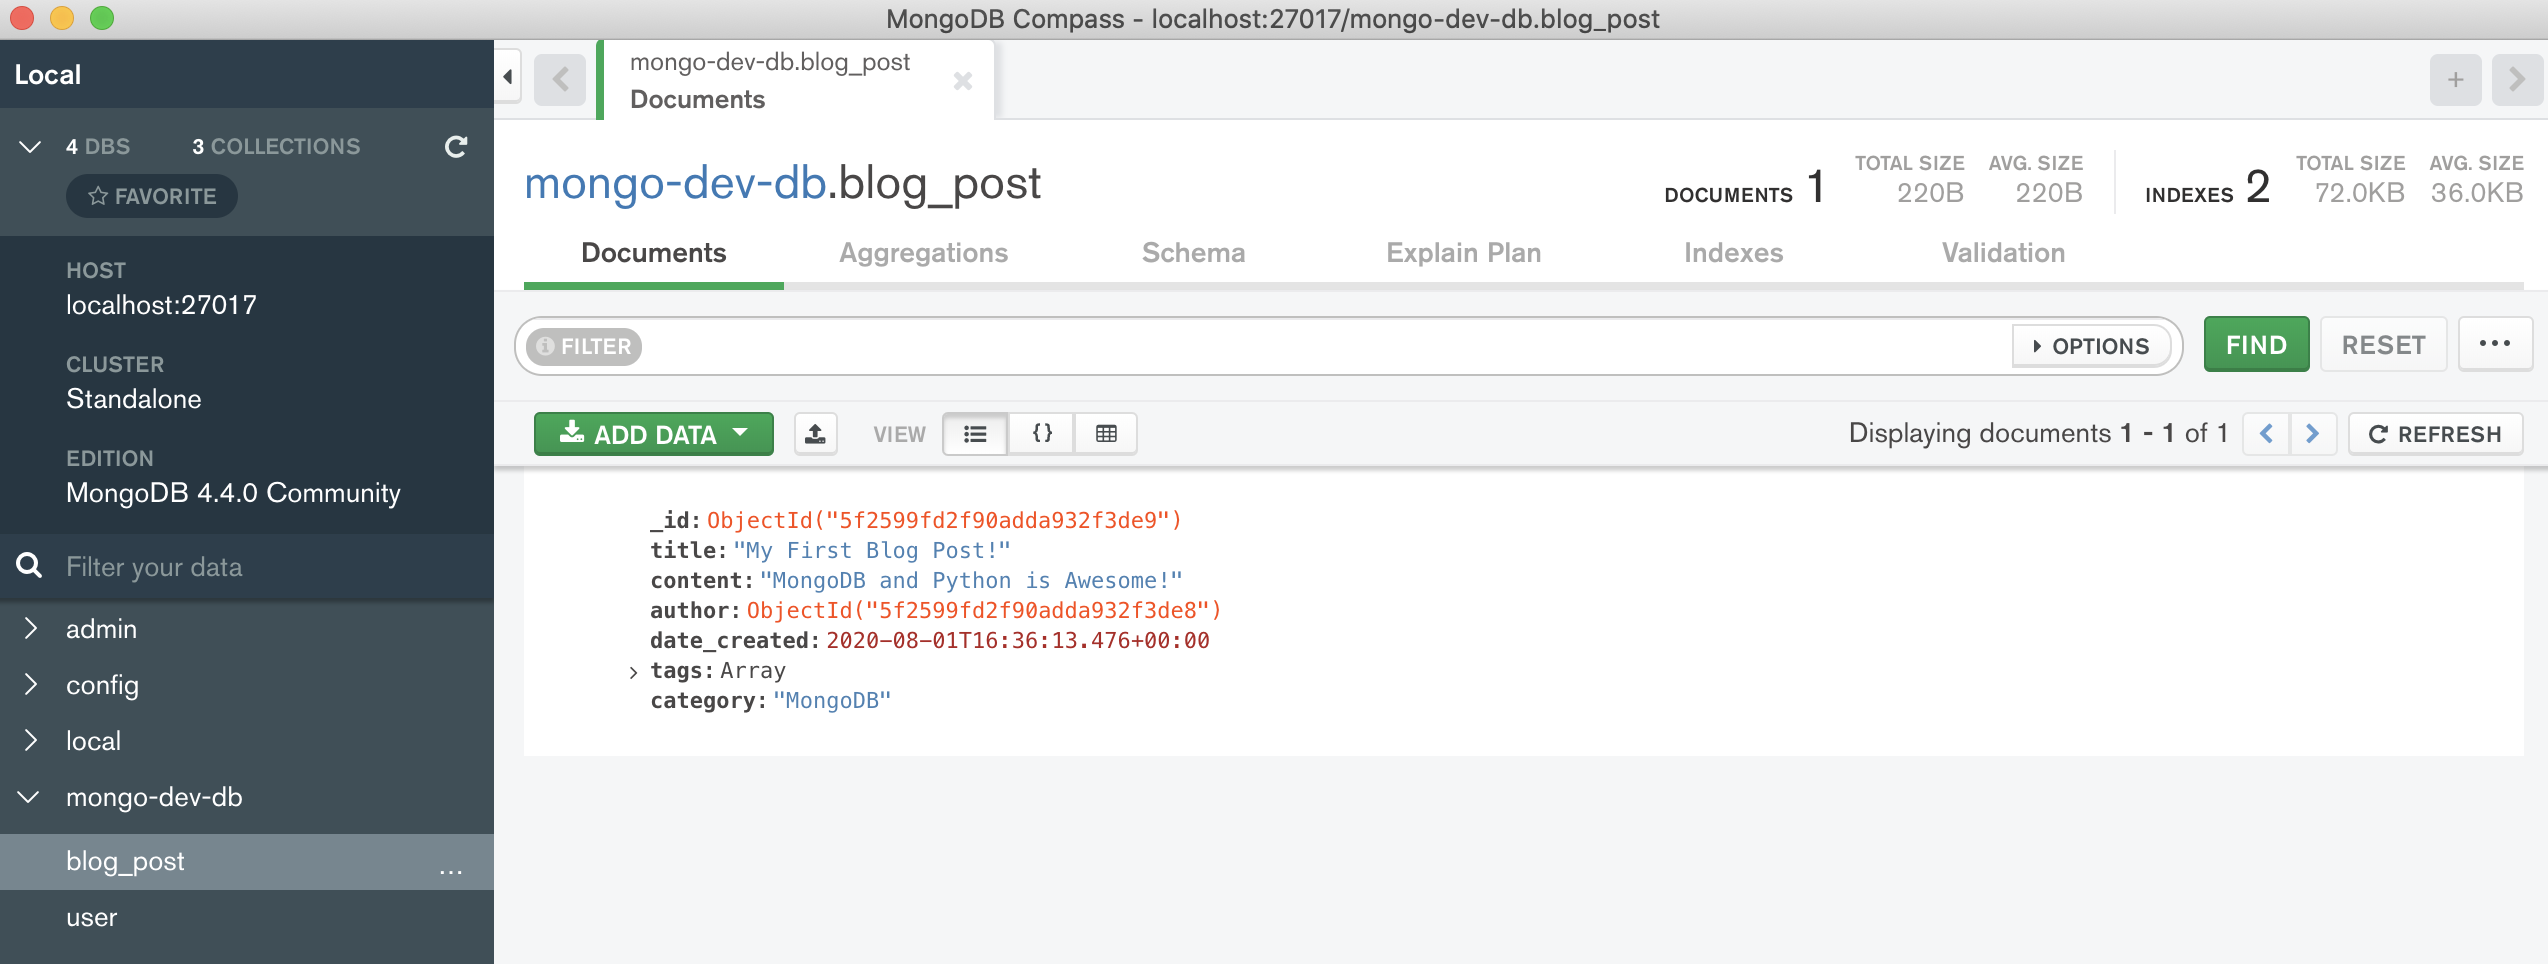 MongoDB Compass - localhost:27017/mongo-dev-db.blog_post
Local
4 DBS 3 COLLECTIONS
FAVORITE
HOST
localhost:27017
CLUSTER
Standalone
EDITION
MongoDB 4.4.0 Community
Filter your data
admin
config
local
mongo-dev-db
blog_post ...
user
mongo-dev-db.blog_post
Documents
mongo-dev-db.blog_post
DOCUMENTS 1 TOTAL SIZE 220B AVG. SIZE 220B INDEXES 2 TOTAL SIZE 72.0KB AVG. SIZE 36.0KB
Documents Aggregations Schema Explain Plan Indexes Validation
FILTER OPTIONS FIND RESET ...
ADD DATA VIEW {} Displaying documents 1 - 1 of 1 REFRESH
_id: ObjectId("5f2599fd2f90adda932f3de9")
title: "My First Blog Post!"
content: "MongoDB and Python is Awesome!"
author: ObjectId("5f2599fd2f90adda932f3de8")
date_created: 2020-08-01T16:36:13.476+00:00
tags: Array
category: "MongoDB"